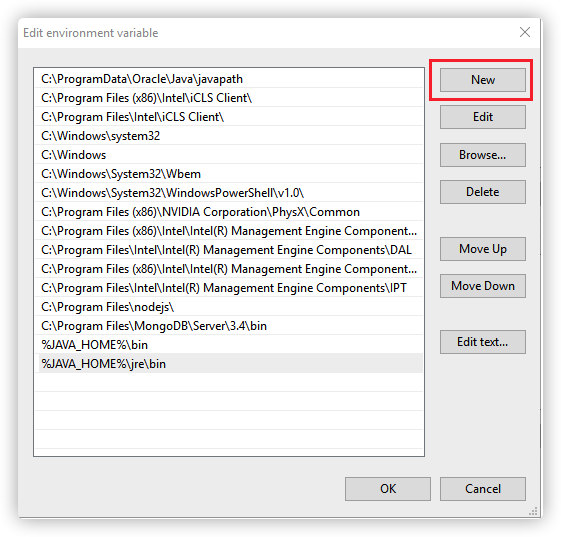 Edit environment variable
C:\ProgramData\Oracle\Java\javapath
C:\Program Files (x86)\Intel\iCLS Client\
C:\Program Files\Intel\iCLS Client\
C:\Windows\system32
C:\Windows
C:\Windows\System32\Wbem
C:\Windows\System32\WindowsPowerShell\v1.0\
C:\Program Files (x86)\NVIDIA Corporation\PhysX\Common
C:\Program Files (x86)\Intel\Intel(R) Management Engine Component...
C:\Program Files\Intel\Intel(R) Management Engine Components\DAL
C:\Program Files (x86)\Intel\Intel(R) Management Engine Component...
C:\Program Files\Intel\Intel(R) Management Engine Components\IPT
C:\Program Files\nodejs\
C:\Program Files\MongoDB\Server\3.4\bin
%JAVA_HOME%\bin
%JAVA_HOME%\jre\bin
New
Edit
Browse...
Delete
Move Up
Move Down
Edit text...
OK
Cancel